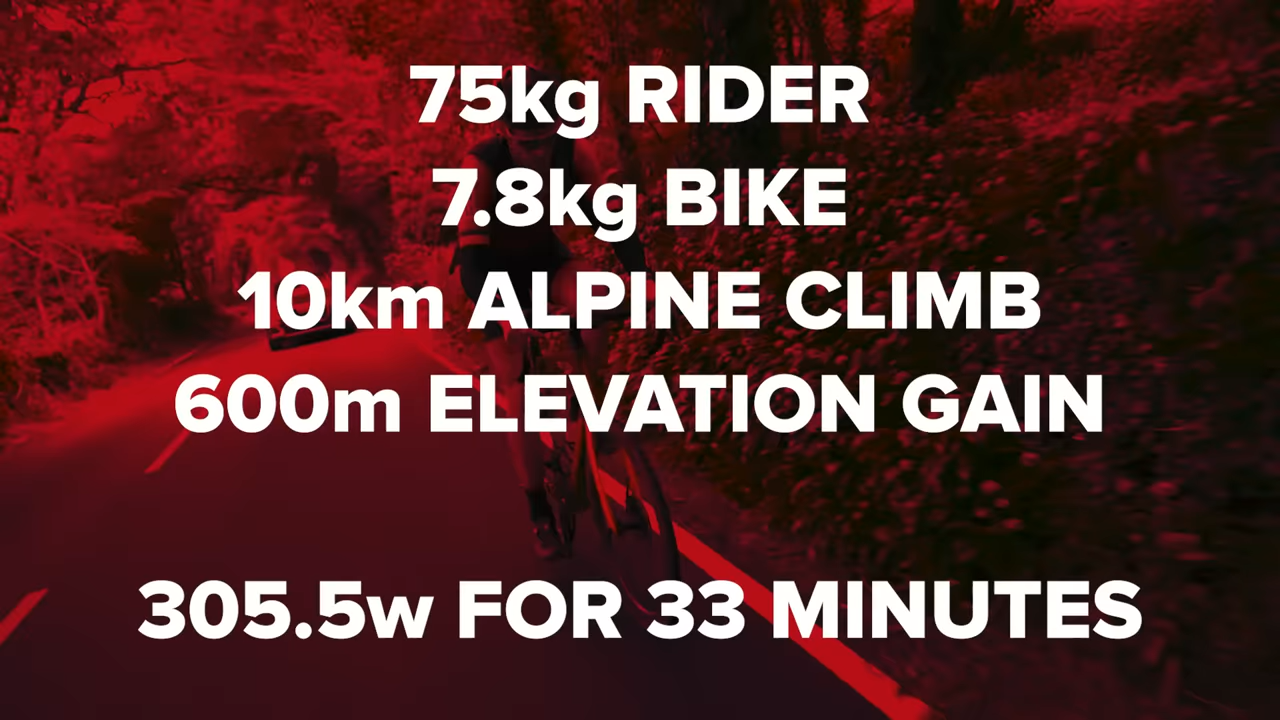 75kg RIDER
7.8kg BIKE
10km ALPINE CLIMB
600m ELEVATION GAIN
305.5w FOR 33 MINUTES